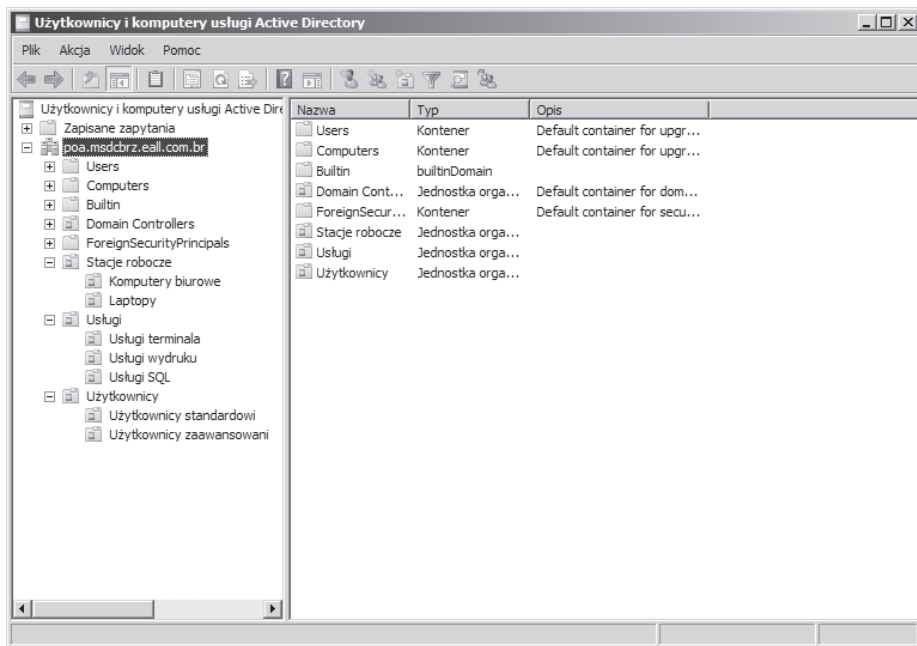 Użytkownicy i komputery usługi Active Directory
Plik Akcja Widok Pomoc
Użytkownicy i komputery usługi Active Dire
Zapisane zapytania
poa.msdcbrz.eall.com.br
Users
Computers
Builtin
Domain Controllers
ForeignSecurityPrincipals
Stacje robocze
Komputery biurowe
Laptopy
Usługi
Usługi terminala
Usługi wydruku
Usługi SQL
Użytkownicy
Użytkownicy standardowi
Użytkownicy zaawansowani
Nazwa Typ Opis
Users Kontener Default container for upgr...
Computers Kontener Default container for upgr...
Builtin builtinDomain
Domain Cont... Jednostka orga... Default container for dom...
ForeignSecur... Kontener Default container for secu...
Stacje robocze Jednostka orga...
Usługi Jednostka orga...
Użytkownicy Jednostka orga...